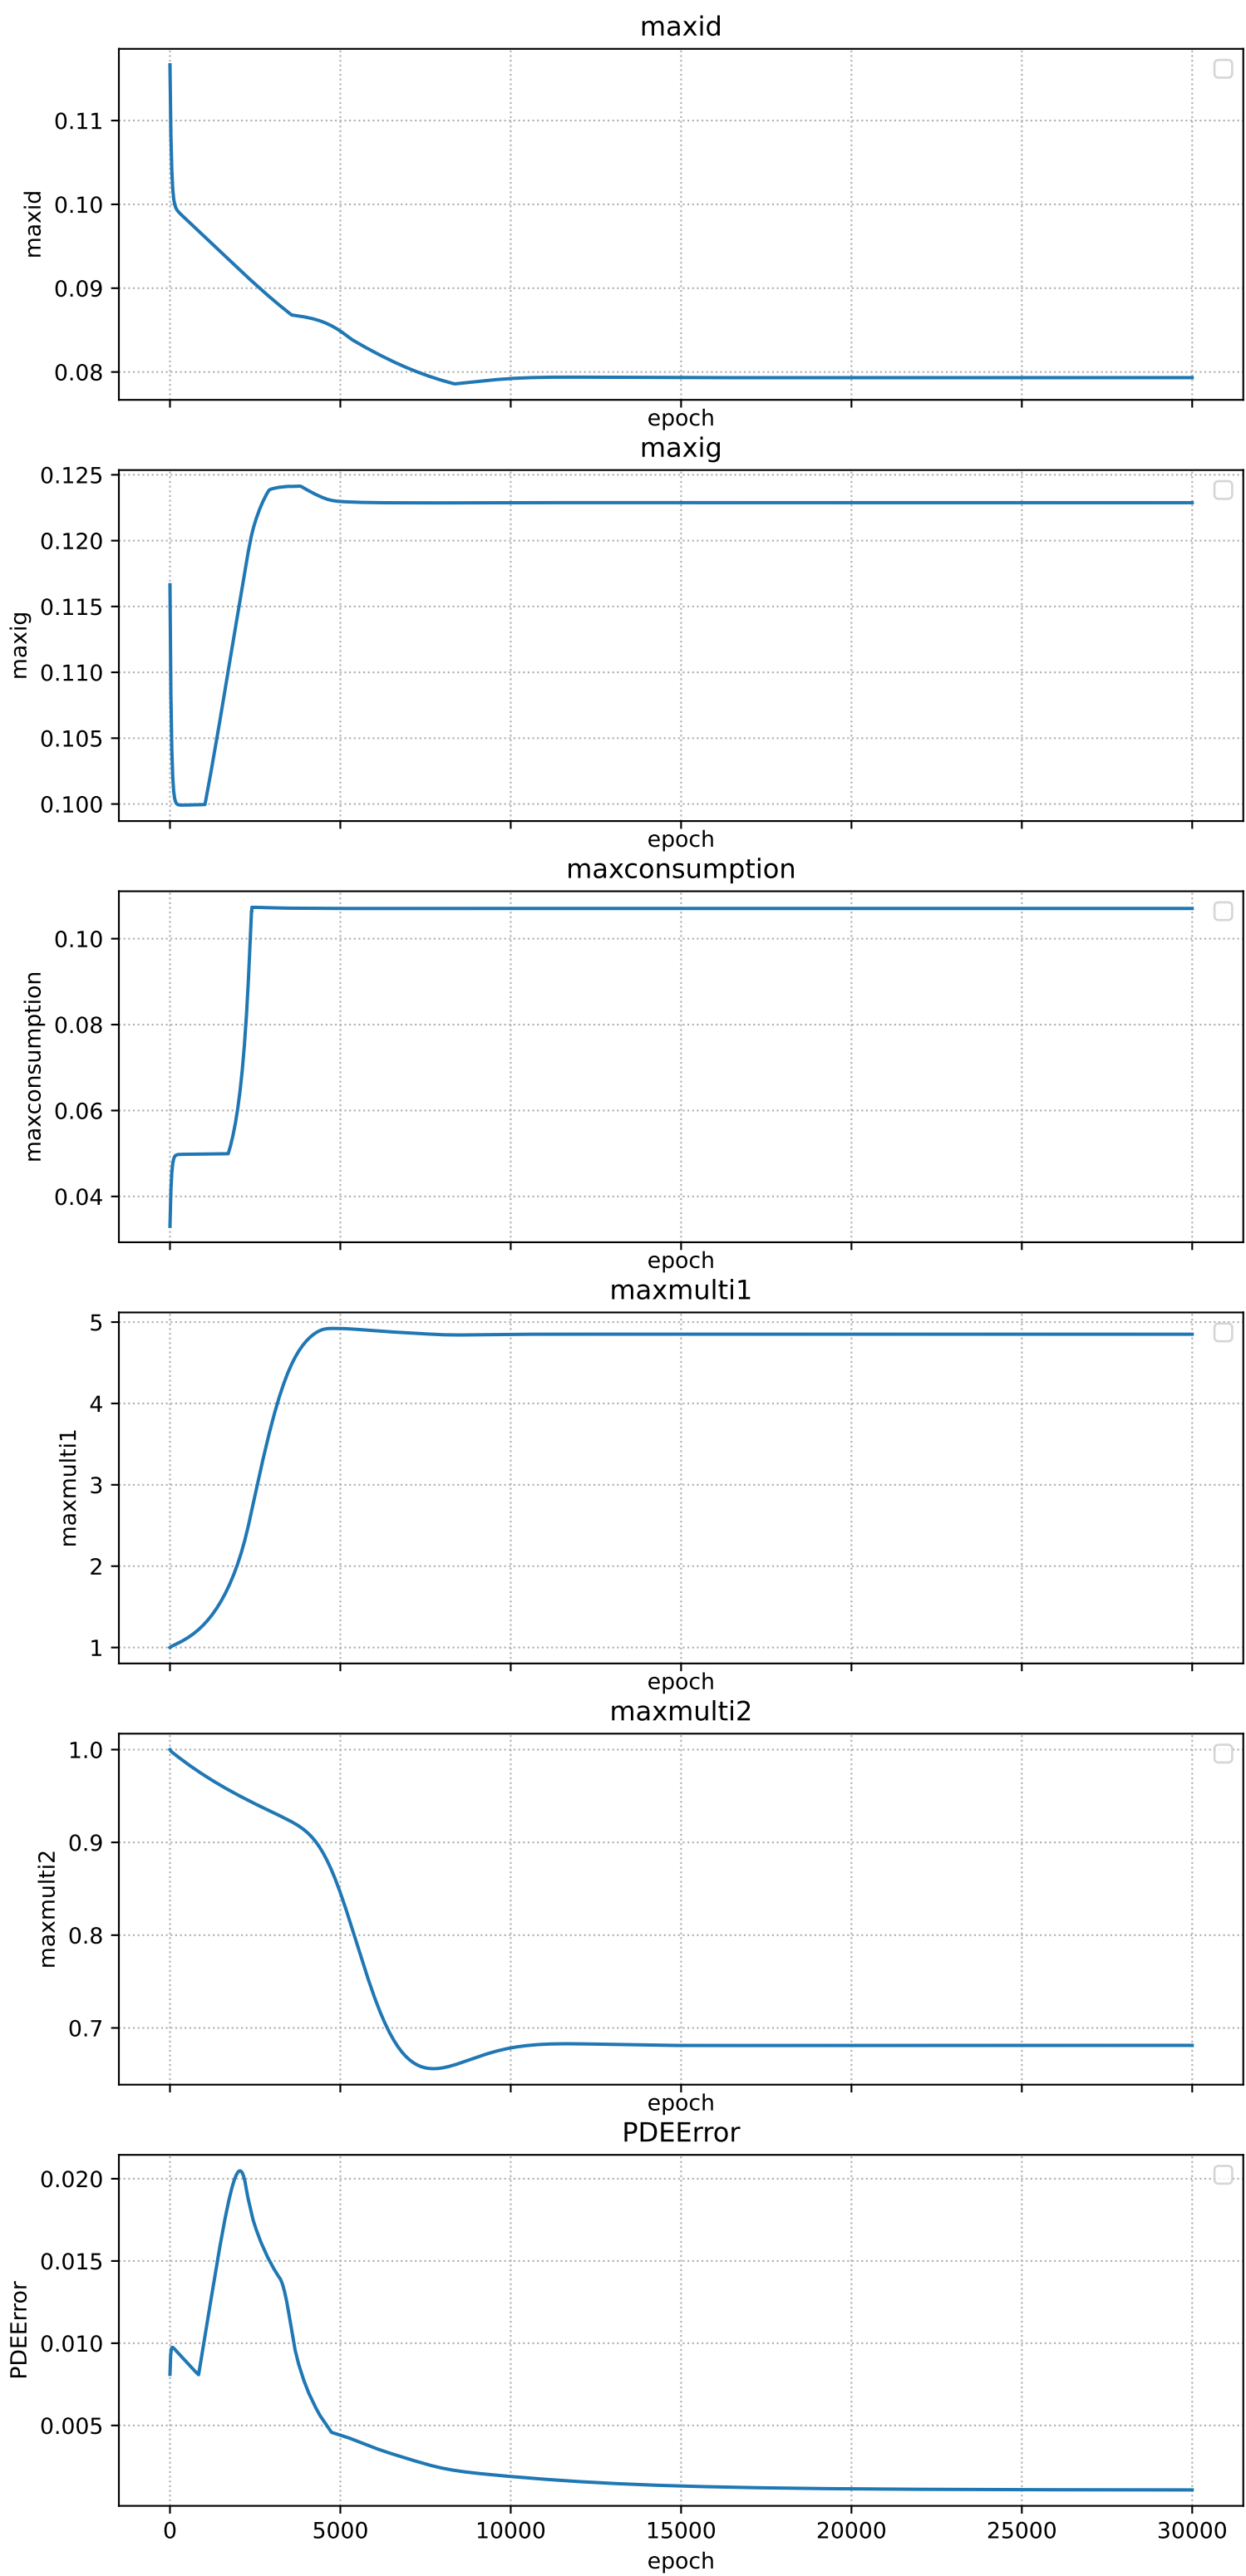 maxid
0.11
0.10
0.09
0.08
maxid
epoch
maxig
0.125
0.120
0.115
0.110
0.105
0.100
maxig
epoch
maxconsumption
0.10
0.08
0.06
0.04
maxconsumption
epoch
maxmulti1
5
4
3
2
1
maxmulti1
epoch
maxmulti2
1.0
0.9
0.8
0.7
maxmulti2
epoch
PDEError
0.020
0.015
0.010
0.005
PDEError
0 5000 10000 15000 20000 25000 30000
epoch